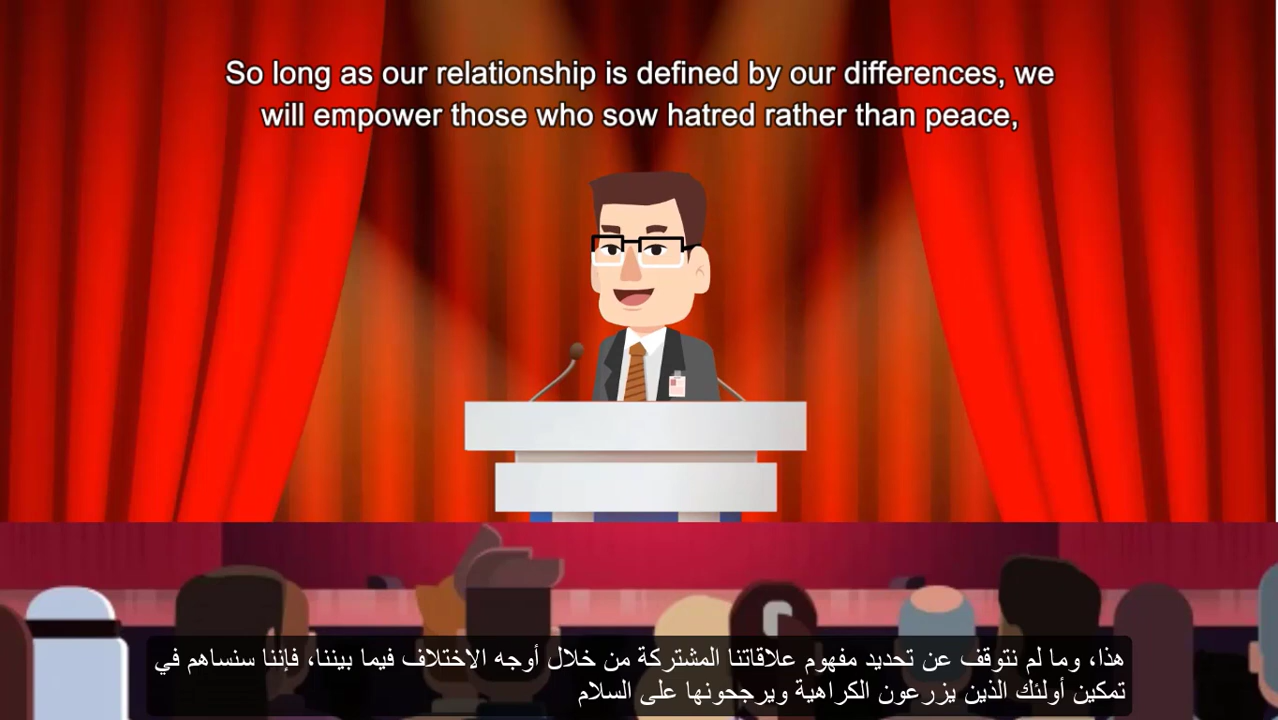 So long as our relationship is defined by our differences, we
will empower those who sow hatred rather than peace,
هذا، وما لم نتوقف عن تحديد مفهوم علاقاتنا المشتركة من خلال أوجه الاختلاف فيما بيننا، فإننا سنساهم في
تمكين أولئك الذين يزرعون الكراهية ويرجحونها على السلام